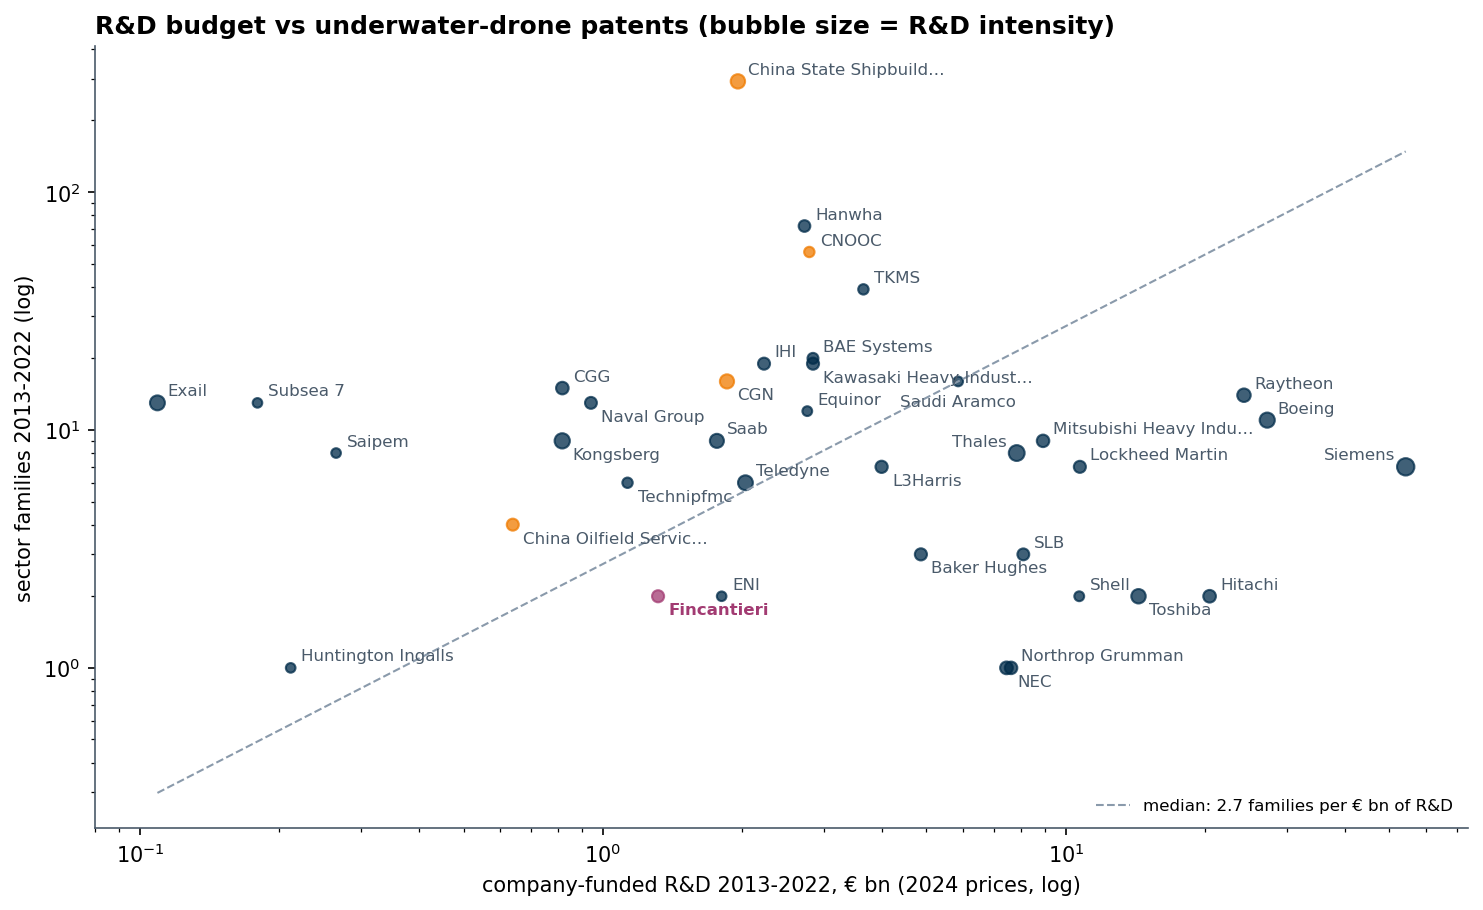 R&D budget vs underwater-drone patents (bubble size = R&D intensity)
China State Shipbuild…
10²
Hanwha
CNOOC
TKMS
BAE Systems
IHI
Kawasaki Heavy Indust…
CGG
CGN
Exail
Subsea 7
Equinor
Saudi Aramco
Raytheon
Boeing
Naval Group
Saab
10¹
Mitsubishi Heavy Indu…
Saipem
Thales
Kongsberg
Lockheed Martin
Siemens
Teledyne
L3Harris
Technipfmc
China Oilfield Servic…
SLB
Baker Hughes
ENI
Shell
Hitachi
Fincantieri
Toshiba
Huntington Ingalls
Northrop Grumman
10⁰
NEC
sector families 2013-2022 (log)
median: 2.7 families per € bn of R&D
10⁻¹
10⁰
10¹
company-funded R&D 2013-2022, € bn (2024 prices, log)